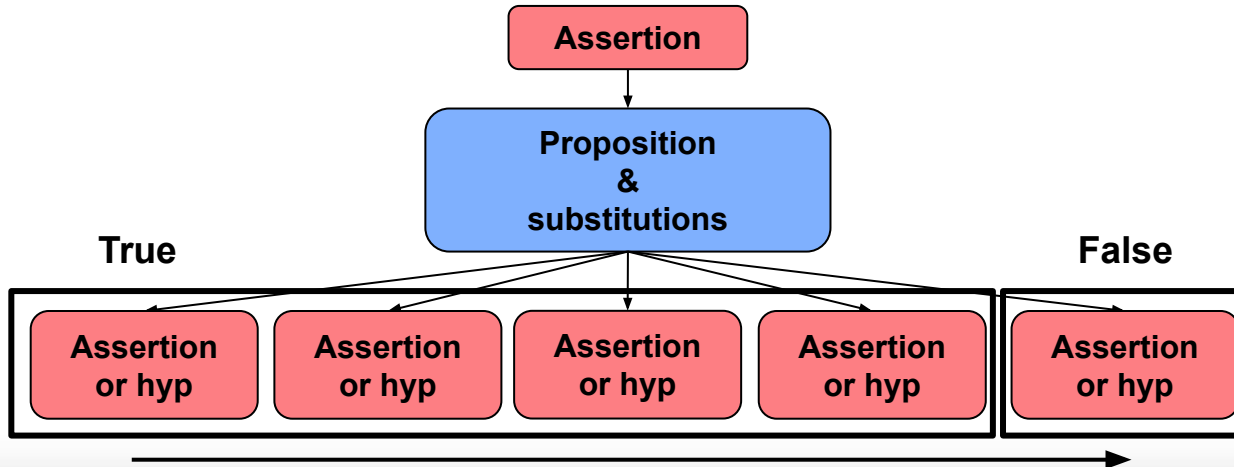 Assertion
Proposition
&
substitutions
True
False
Assertion
or hyp
Assertion
or hyp
Assertion
or hyp
Assertion
or hyp
Assertion
or hyp